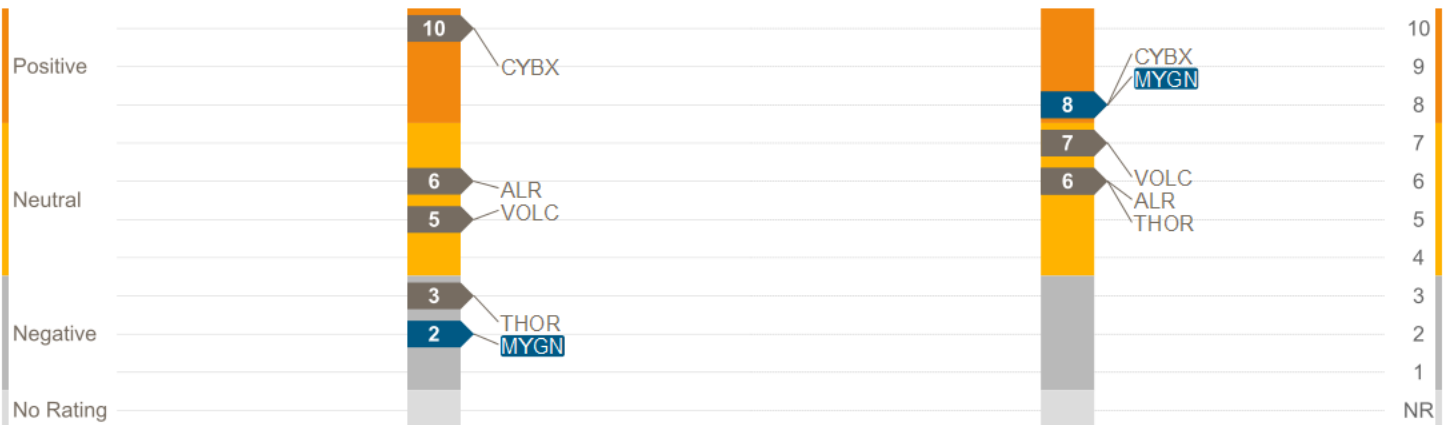 10
10
CYBX
CYBX
Positive
9
MYGN
8
8
7
7
6
6
VOLC
6
ALR
Neutral
ALR
5
VOLC
THOR
5
4
3
3
THOR
Negative
2
2
MYGN
1
No Rating
NR